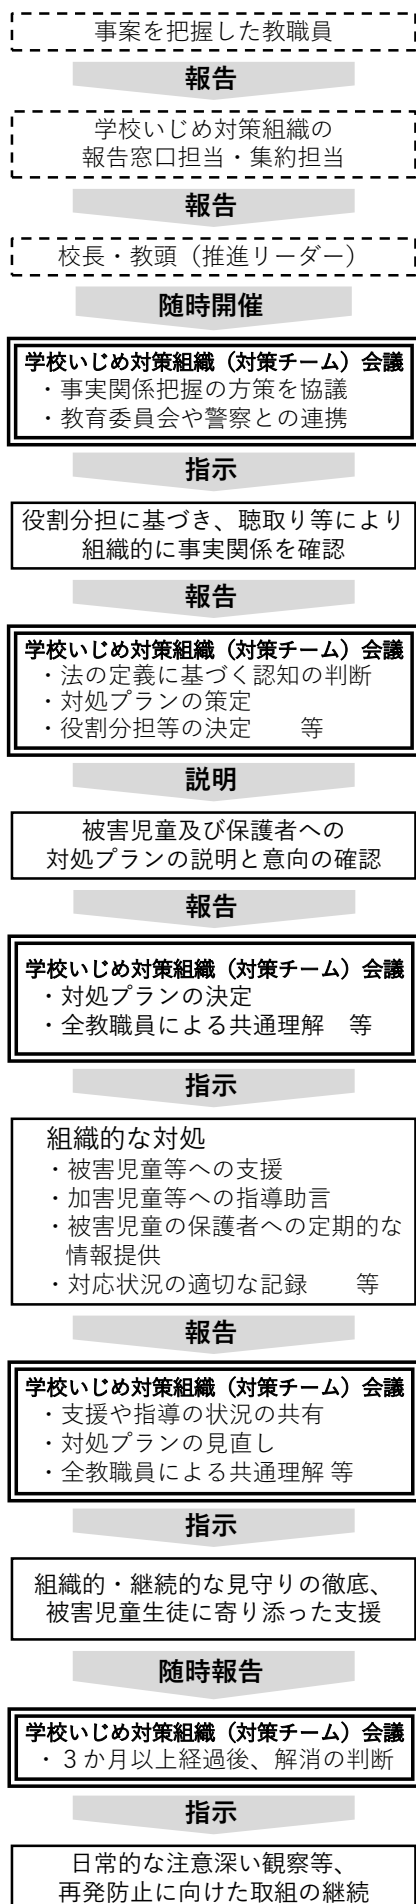 事案を把握した教職員
報告
学校いじめ対策組織の
報告窓口担当・集約担当
報告
校長・教頭（推進リーダー）
随時開催
学校いじめ対策組織（対策チーム）会議
・事実関係把握の方策を協議
・教育委員会や警察との連携
指示
役割分担に基づき、聴取り等により
組織的に事実関係を確認
報告
学校いじめ対策組織（対策チーム）会議
・法の定義に基づく認知の判断
・対処プランの策定
・役割分担等の決定　　等
説明
被害児童及び保護者への
対処プランの説明と意向の確認
報告
学校いじめ対策組織（対策チーム）会議
・対処プランの決定
・全教職員による共通理解　等
指示
組織的な対処
・被害児童等への支援
・加害児童等への指導助言
・被害児童の保護者への定期的な
情報提供
・対応状況の適切な記録　　等
報告
学校いじめ対策組織（対策チーム）会議
・支援や指導の状況の共有
・対処プランの見直し
・全教職員による共通理解 等
指示
組織的・継続的な見守りの徹底、
被害児童生徒に寄り添った支援
随時報告
学校いじめ対策組織（対策チーム）会議
・３か月以上経過後、解消の判断
指示
日常的な注意深い観察等、
再発防止に向けた取組の継続